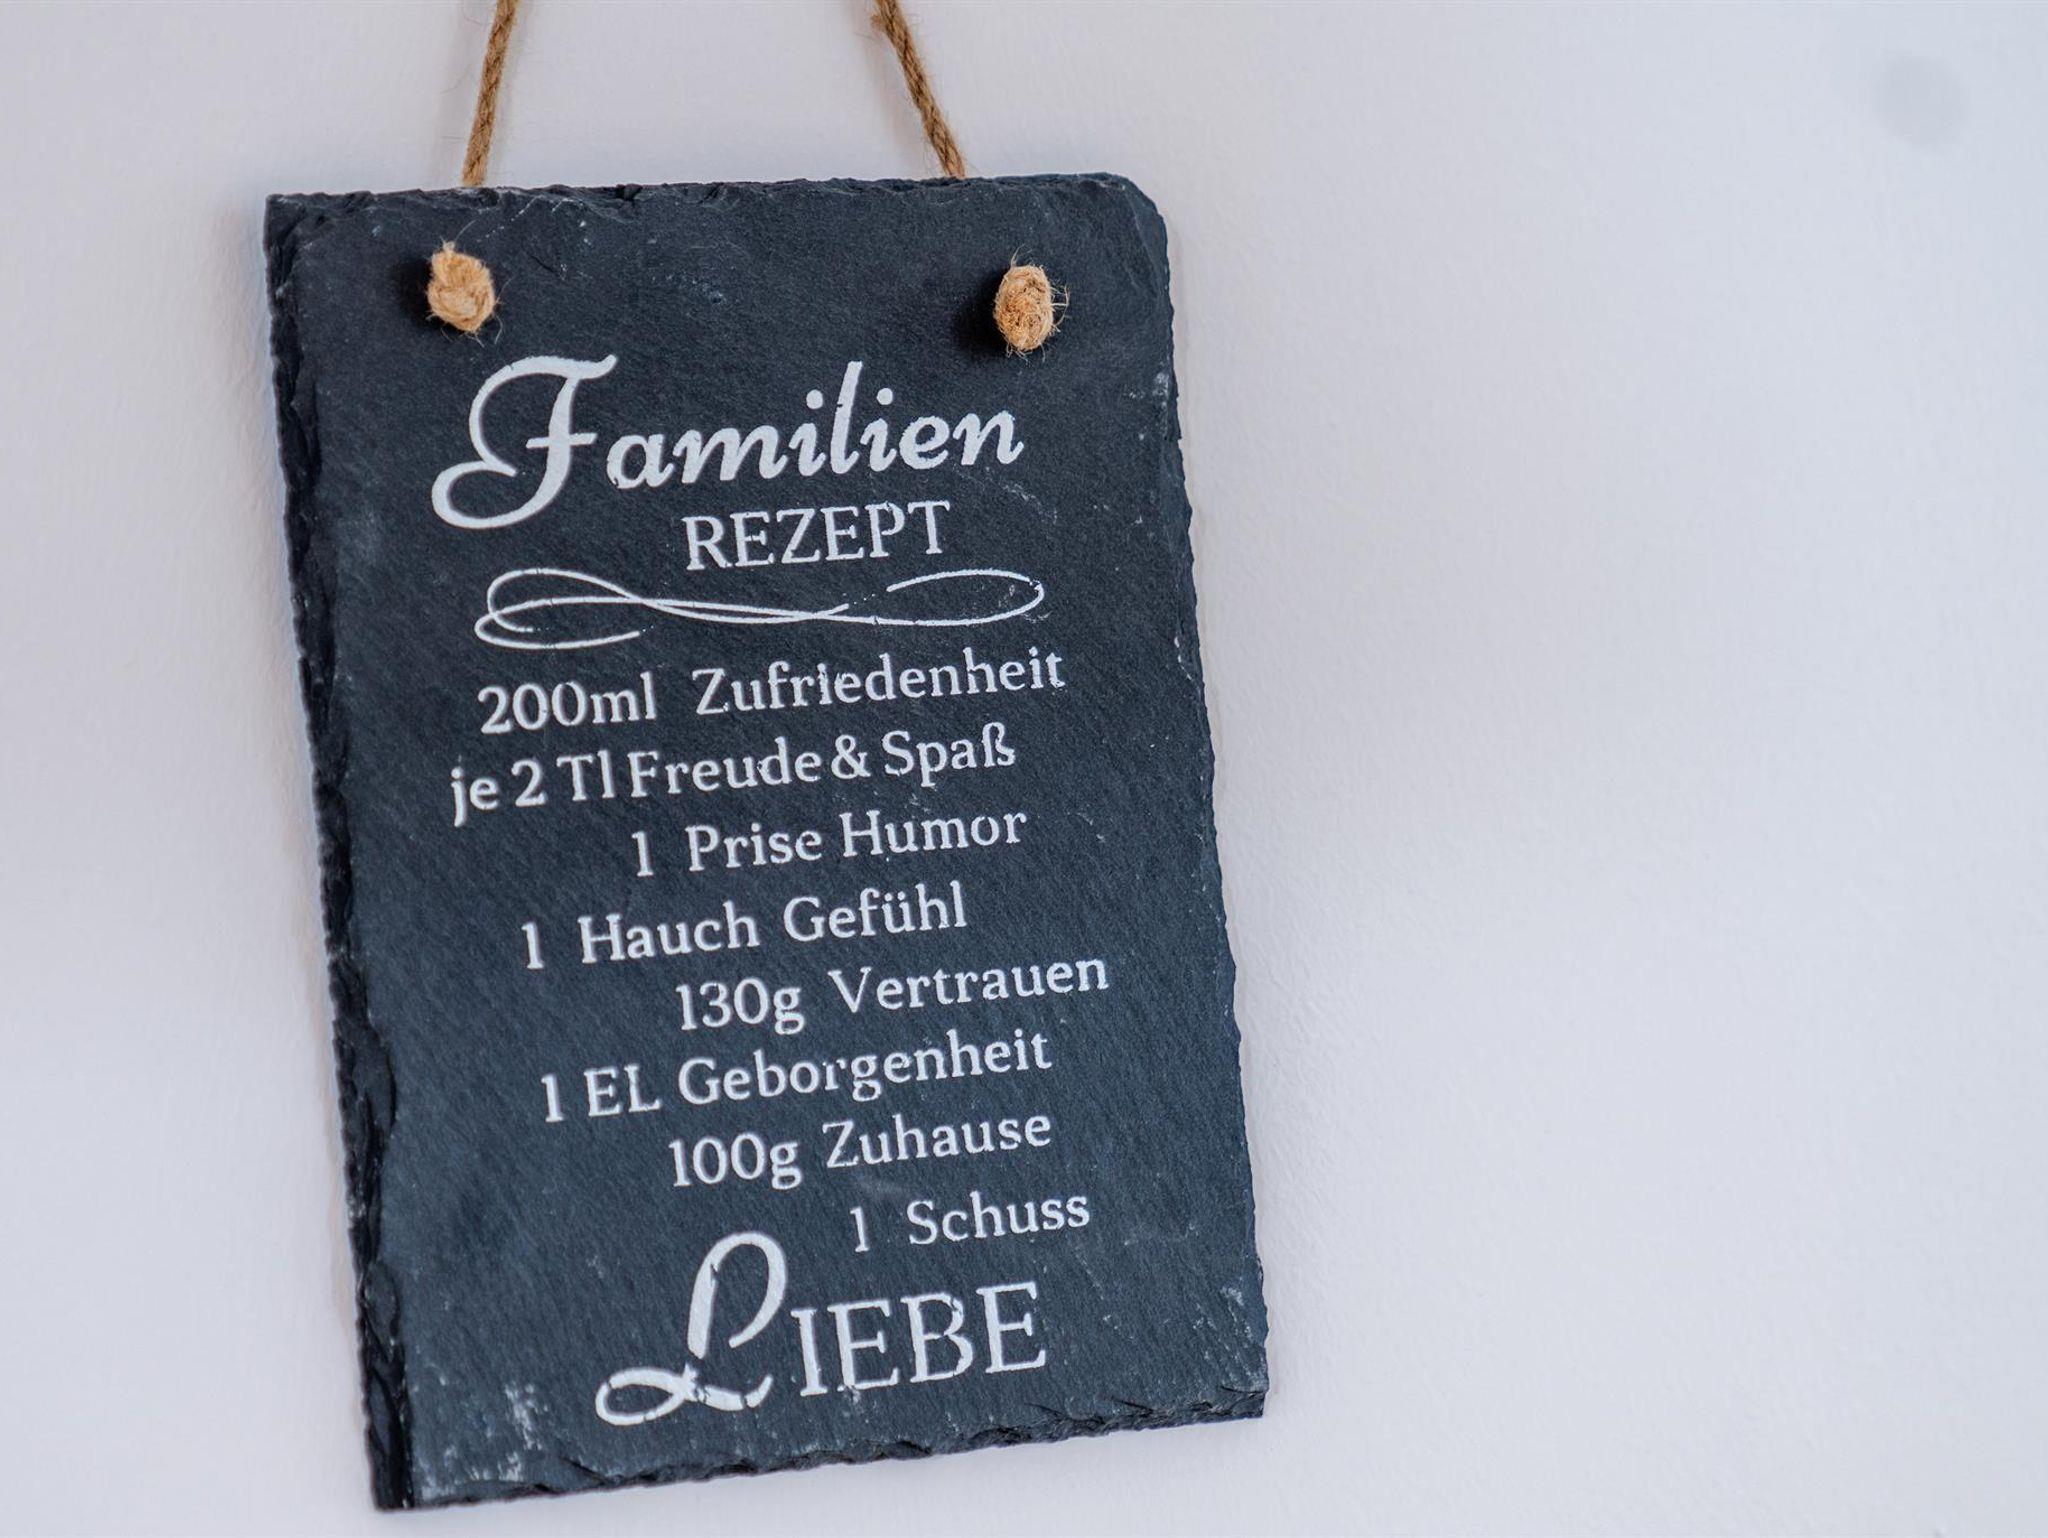 Familien
REZEPT
200ml Zufriedenheit
je 2 Tl Freude & Spaß
1 Prise Humor
1 Hauch Gefühl
130g Vertrauen
1 EL Geborgenheit
100g Zuhause
1 Schuss
LIEBE